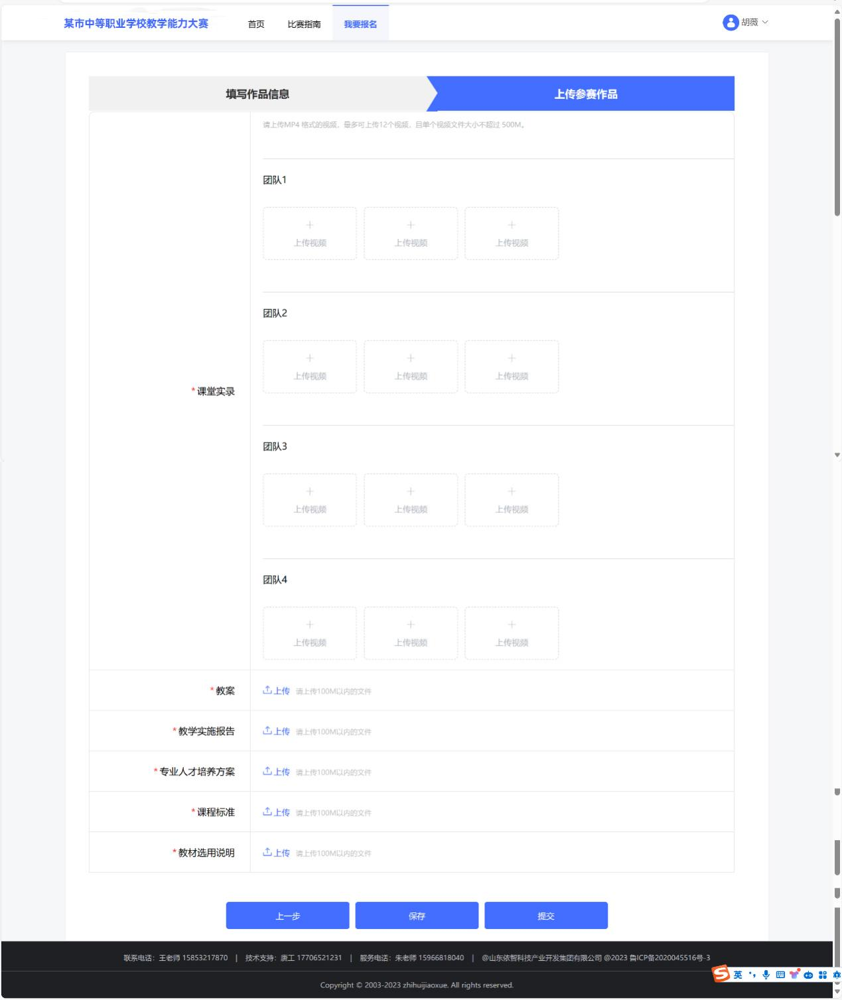 某市中等职业学校教学能力大赛 首页 比赛指南 我要报名 胡薇
填写作品信息 上传参赛作品
请上传MP4 格式的视频，最多可上传12个视频，且单个视频文件大小不超过 500M。
团队1
上传视频 上传视频 上传视频
团队2
上传视频 上传视频 上传视频
*课堂实录
团队3
上传视频 上传视频 上传视频
团队4
上传视频 上传视频 上传视频
*教案 上传 请上传100M以内的文件
*教学实施报告 上传 请上传100M以内的文件
*专业人才培养方案 上传 请上传100M以内的文件
*课程标准 上传 请上传100M以内的文件
*教材选用说明 上传 请上传100M以内的文件
上一步 保存 提交
联系电话：王老师 15853217870 | 技术支持：唐工 17706521231 | 服务电话：朱老师 15966818040 | @山东依智科技产业开发集团有限公司 @2023 鲁ICP备2020045516号-3
英
Copyright © 2003-2023 zhihuijiaoxue. All rights reserved.